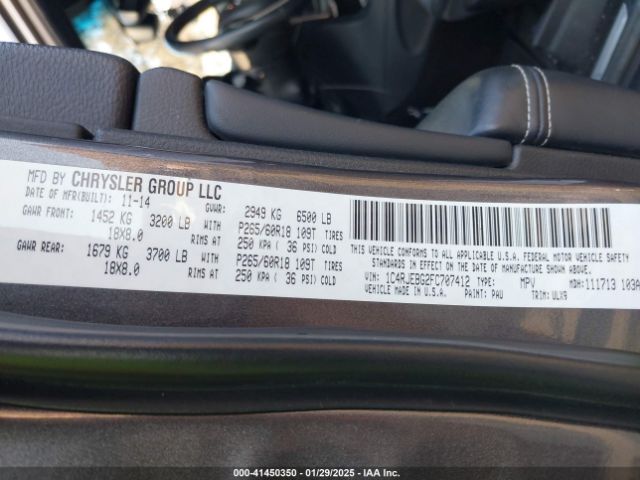 MFD BY CHRYSLER GROUP LLC
DATE OF MFR(BUILT): 11-14 GVWR: 2949 KG 6500 LB
GAWR FRONT: 1452 KG 3200 LB P265/60R18 109T TIRES
18X8.0 RIMS AT 250 KPA ( 36 PSI) COLD
GAWR REAR: 1679 KG 3700 LB P265/60R18 109T TIRES
18X8.0 RIMS AT 250 KPA ( 36 PSI) COLD
THIS VEHICLE CONFORMS TO ALL APPLICABLE U.S.A. FEDERAL MOTOR VEHICLE SAFETY
STANDARDS IN EFFECT ON THE DATE OF MANUFACTURE SHOWN ABOVE.
VIN: 1C4RJEBG2FC707412 TYPE: MPV MDH: 111713 103A
VEHICLE MADE IN U.S.A. PAINT: PAU TRIM: ULX9
000-41450350 | 01/29/2025 | IAA, Inc.